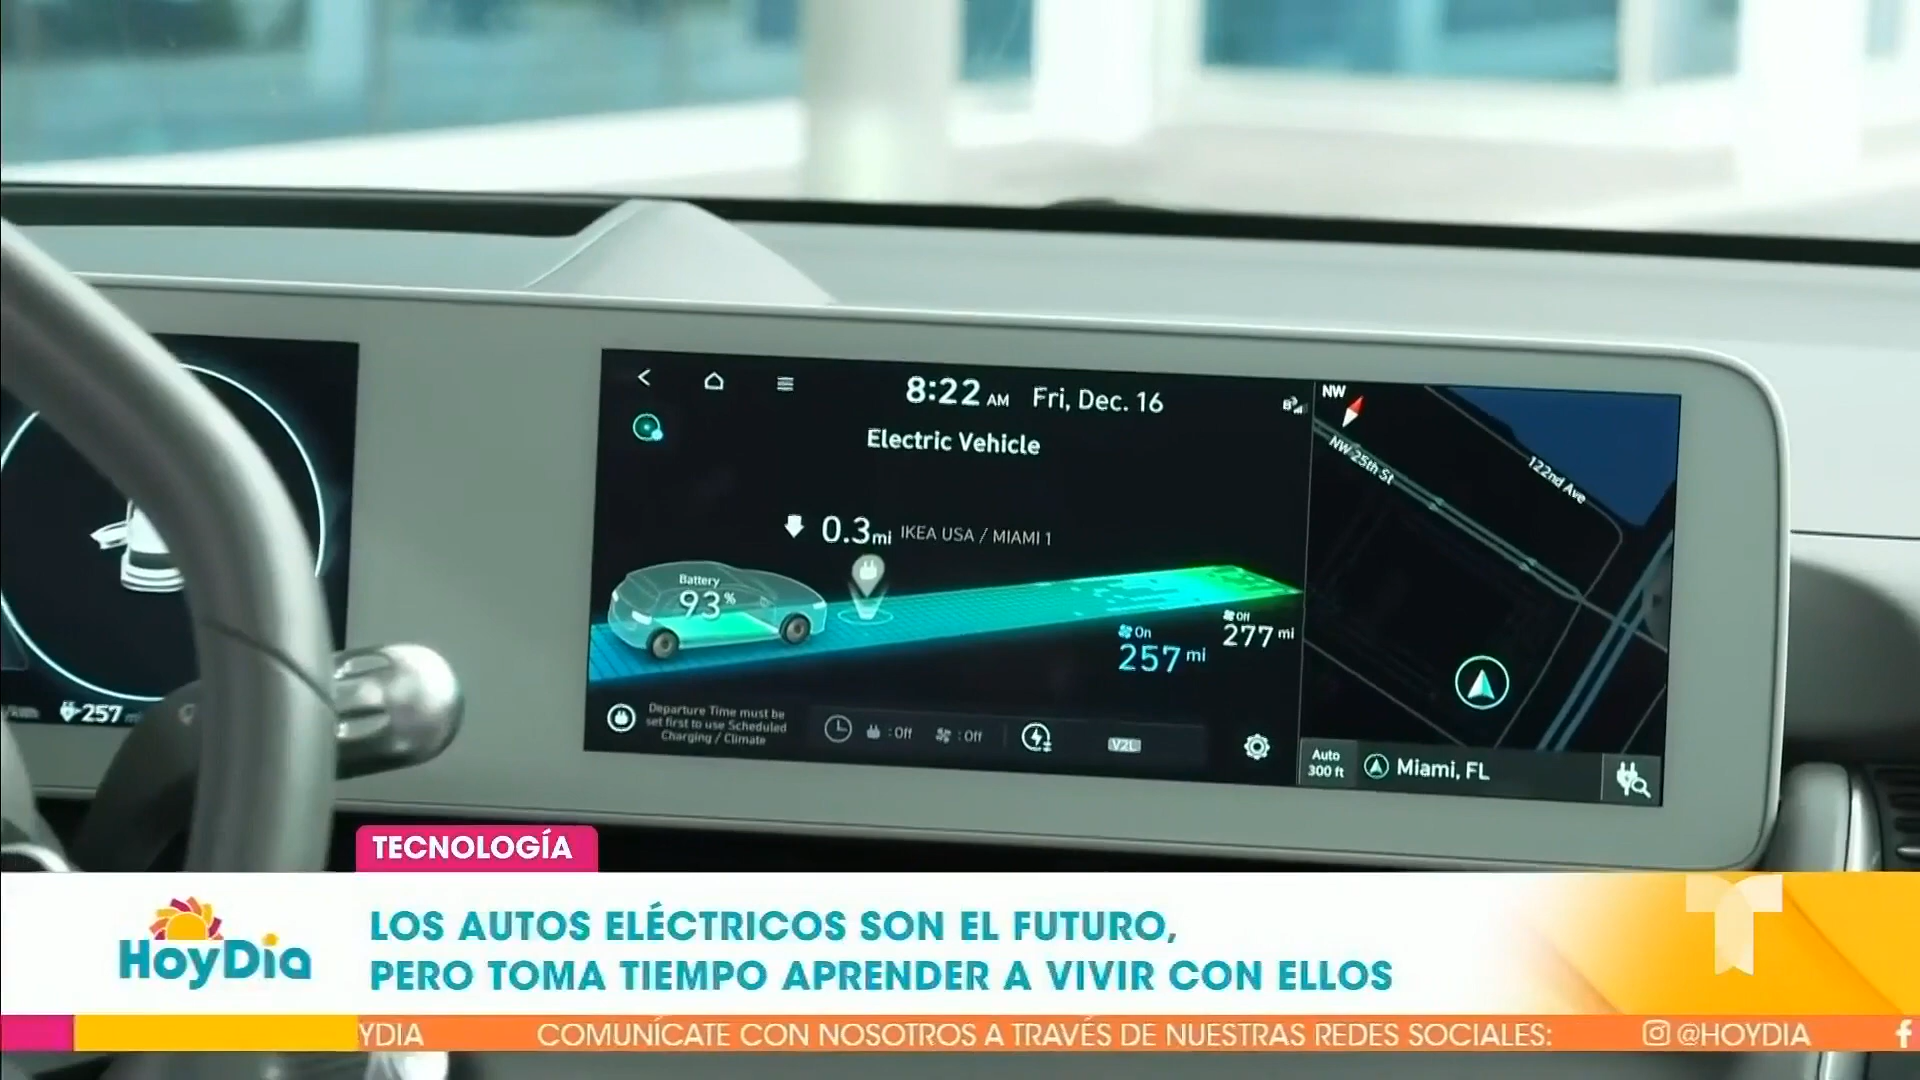 8:22 AM Fri, Dec. 16
Electric Vehicle
0.3mi IKEA USA / MIAMI 1
Battery
93%
On
257 mi
Off
277 mi
Departure Time must be
set first to use Scheduled
Charging / Climate
: Off
: Off
V2L
NW
NW 25th St
122nd Ave
Auto
300 ft
Miami, FL
257
TECNOLOGÍA
HoyDía
LOS AUTOS ELÉCTRICOS SON EL FUTURO,
PERO TOMA TIEMPO APRENDER A VIVIR CON ELLOS
YDIA COMUNÍCATE CON NOSOTROS A TRAVÉS DE NUESTRAS REDES SOCIALES: @HOYDIA